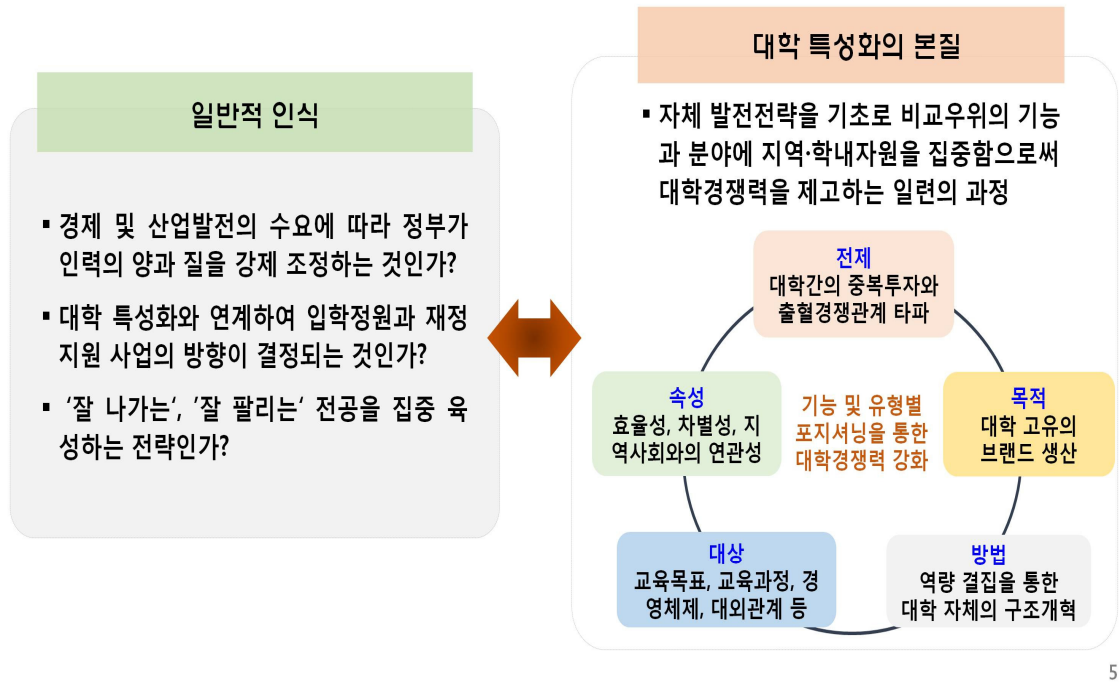 일반적 인식
▪ 경제 및 산업발전의 수요에 따라 정부가
인력의 양과 질을 강제 조정하는 것인가?
▪ 대학 특성화와 연계하여 입학정원과 재정
지원 사업의 방향이 결정되는 것인가?
▪ ‘잘 나가는‘, ’잘 팔리는‘ 전공을 집중 육
성하는 전략인가?
대학 특성화의 본질
▪ 자체 발전전략을 기초로 비교우위의 기능
과 분야에 지역·학내자원을 집중함으로써
대학경쟁력을 제고하는 일련의 과정
전제
대학간의 중복투자와
출혈경쟁관계 타파
속성
효율성, 차별성, 지
역사회와의 연관성
기능 및 유형별
포지셔닝을 통한
대학경쟁력 강화
목적
대학 고유의
브랜드 생산
대상
교육목표, 교육과정, 경
영체제, 대외관계 등
방법
역량 결집을 통한
대학 자체의 구조개혁
5